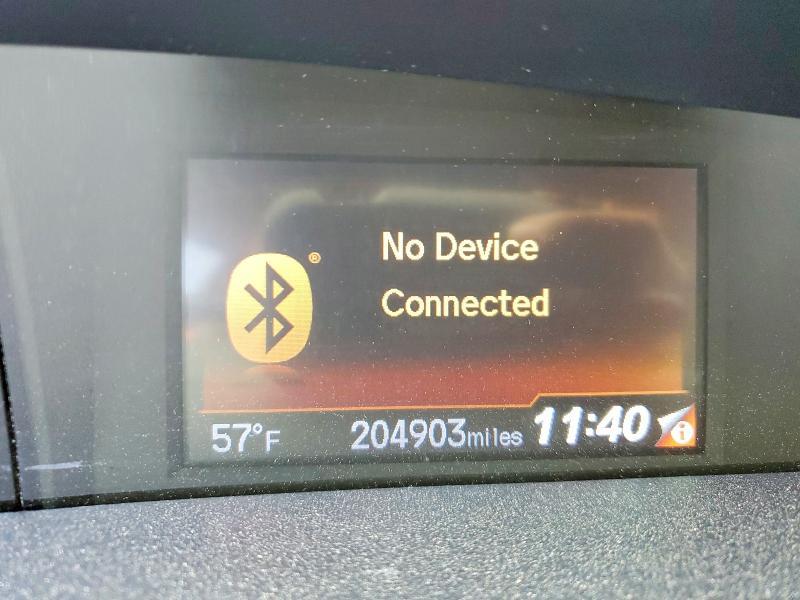 ®
No Device
Connected
57°F
204903miles
11:40
i